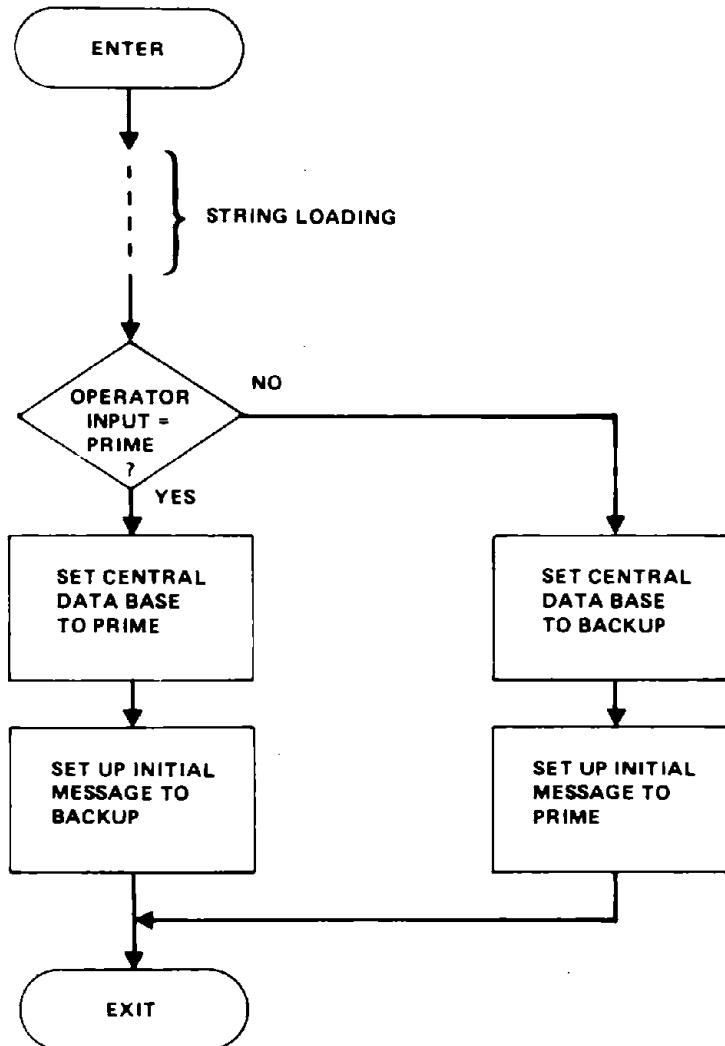 ENTER
STRING LOADING
OPERATOR
INPUT =
PRIME
?
NO
YES
SET CENTRAL
DATA BASE
TO PRIME
SET CENTRAL
DATA BASE
TO BACKUP
SET UP INITIAL
MESSAGE TO
BACKUP
SET UP INITIAL
MESSAGE TO
PRIME
EXIT